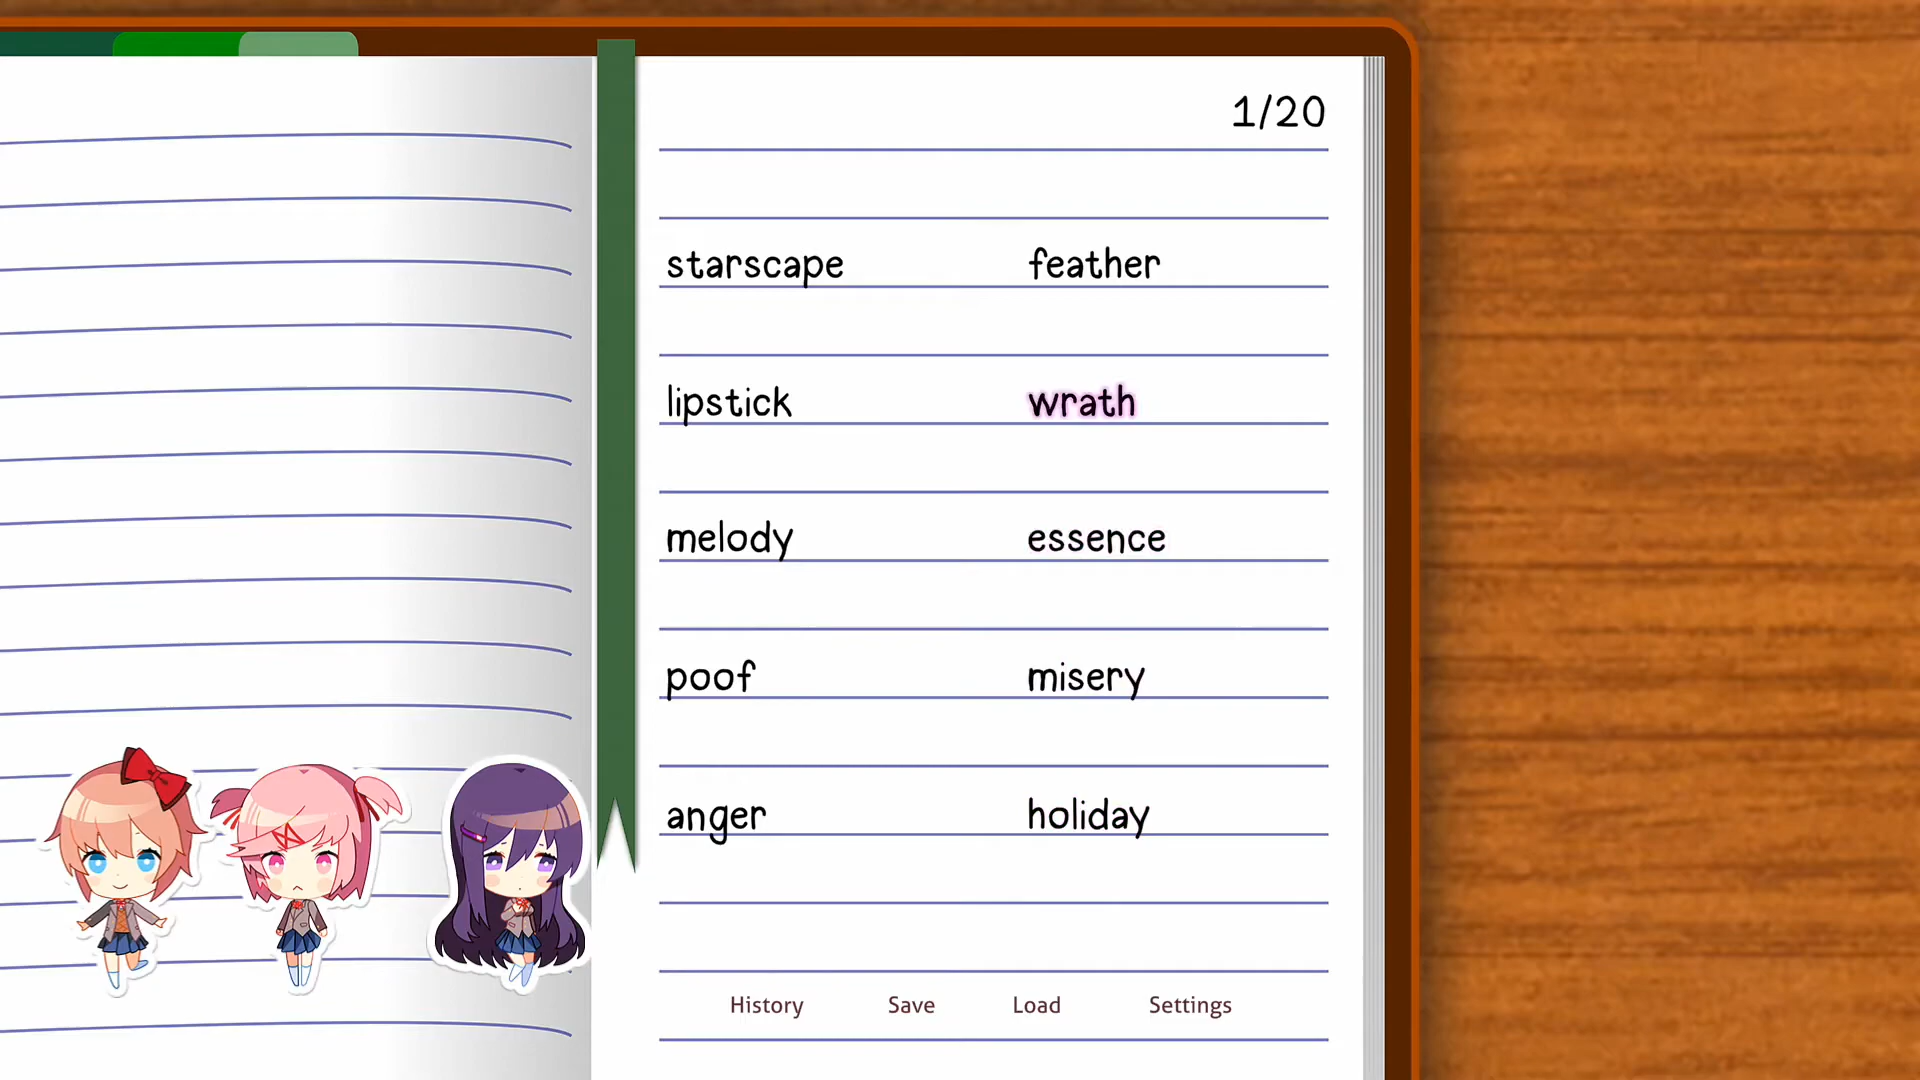 1/20
starscape feather
lipstick wrath
melody essence
poof misery
anger holiday
History Save Load Settings